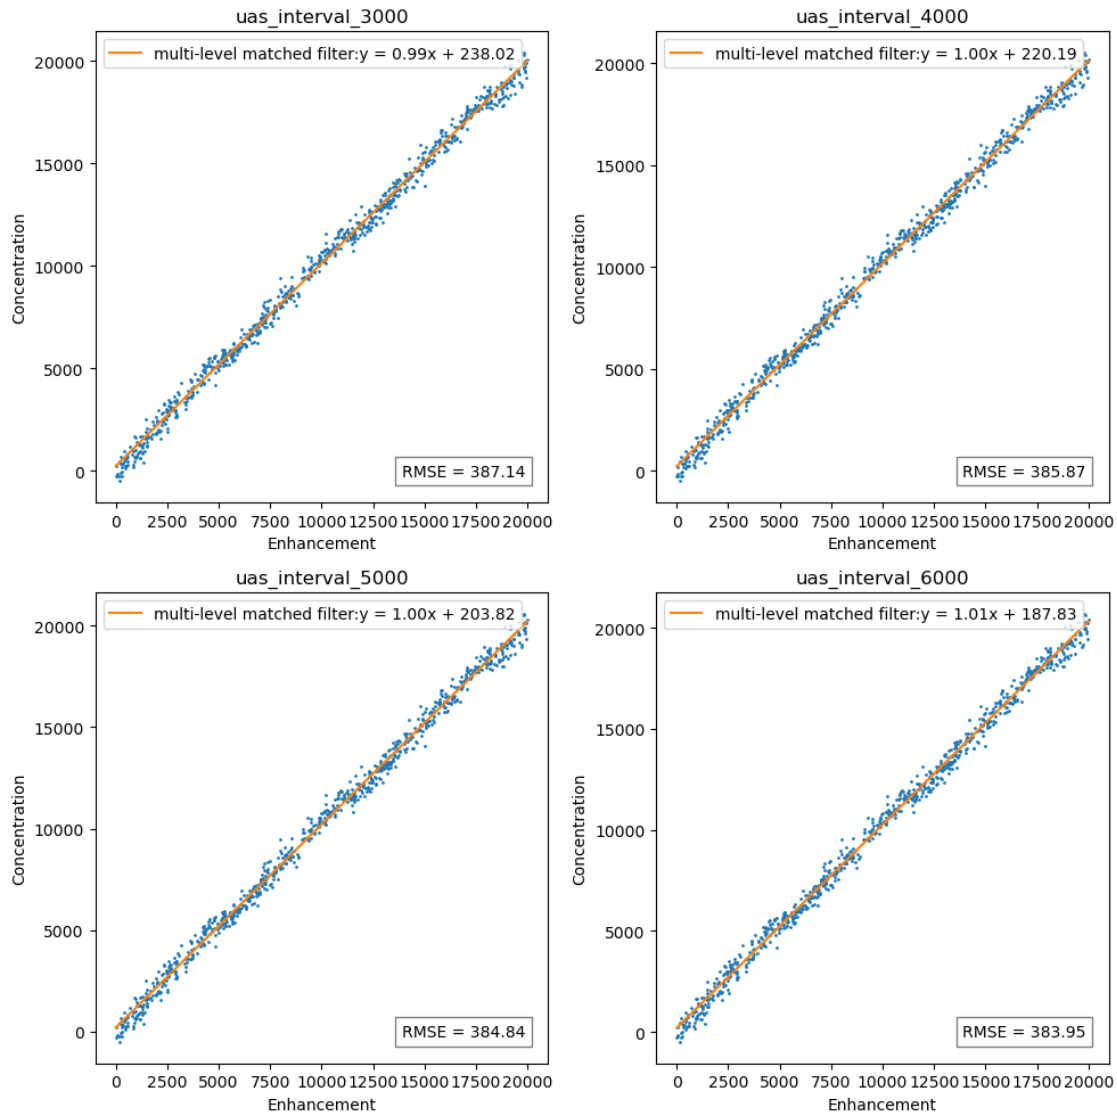 uas_interval_3000
multi-level matched filter:y = 0.99x + 238.02
20000
15000
10000
5000
0
Concentration
RMSE = 387.14
0 2500 5000 7500 10000 12500 15000 17500 20000
Enhancement
uas_interval_4000
multi-level matched filter:y = 1.00x + 220.19
20000
15000
10000
5000
0
Concentration
RMSE = 385.87
0 2500 5000 7500 10000 12500 15000 17500 20000
Enhancement
uas_interval_5000
multi-level matched filter:y = 1.00x + 203.82
20000
15000
10000
5000
0
Concentration
RMSE = 384.84
0 2500 5000 7500 10000 12500 15000 17500 20000
Enhancement
uas_interval_6000
multi-level matched filter:y = 1.01x + 187.83
20000
15000
10000
5000
0
Concentration
RMSE = 383.95
0 2500 5000 7500 10000 12500 15000 17500 20000
Enhancement